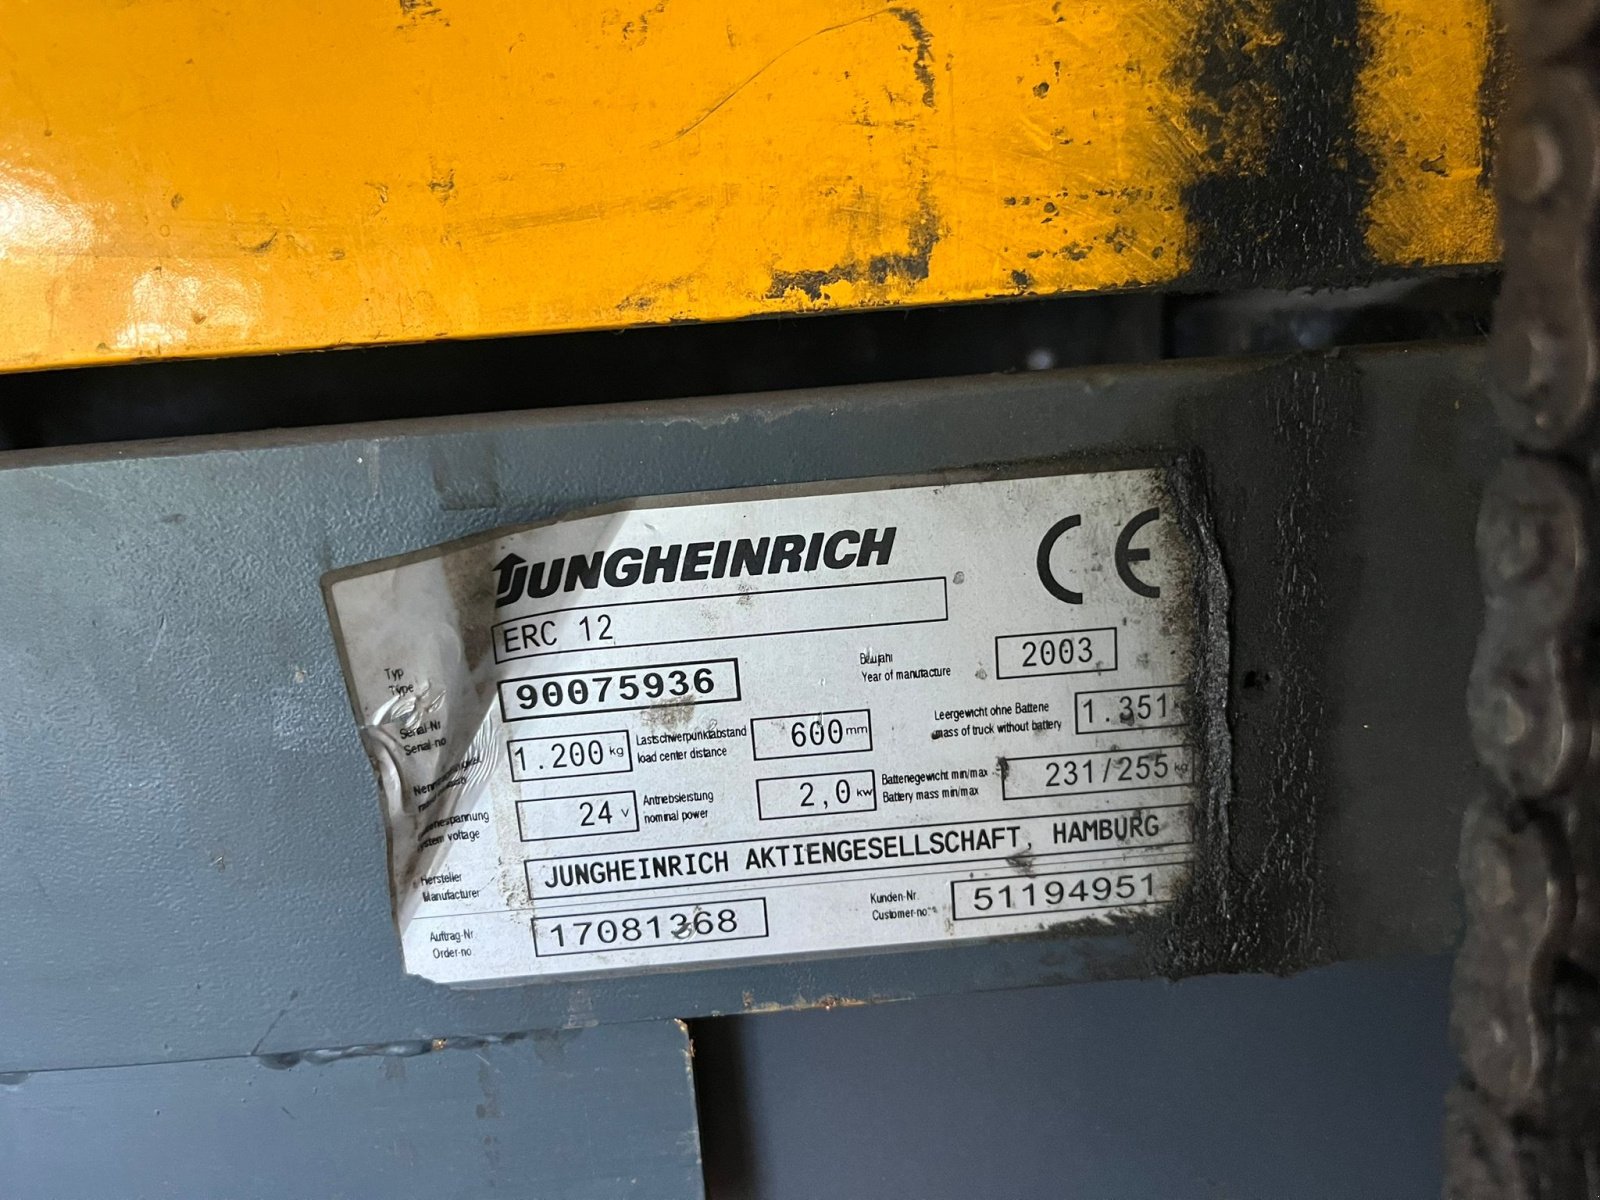 JUNGHEINRICH CE
Typ ERC 12
Type
Serial-Nr. 90075936 Baujahr 2003
Serial-no Year of manufacture
1.200 kg Lastschwerpunktabstand 600 mm Leergewicht ohne Batterie 1.351
load center distance mass of truck without battery
24 V Antriebsleistung 2,0 kw Batteriegewicht min/max 231/255 kg
system voltage nominal power Battery mass min/max
Hersteller JUNGHEINRICH AKTIENGESELLSCHAFT, HAMBURG
Manufacturer
Auftrag-Nr. 17081368 Kunden-Nr. 51194951
Order-no. Customer-no.